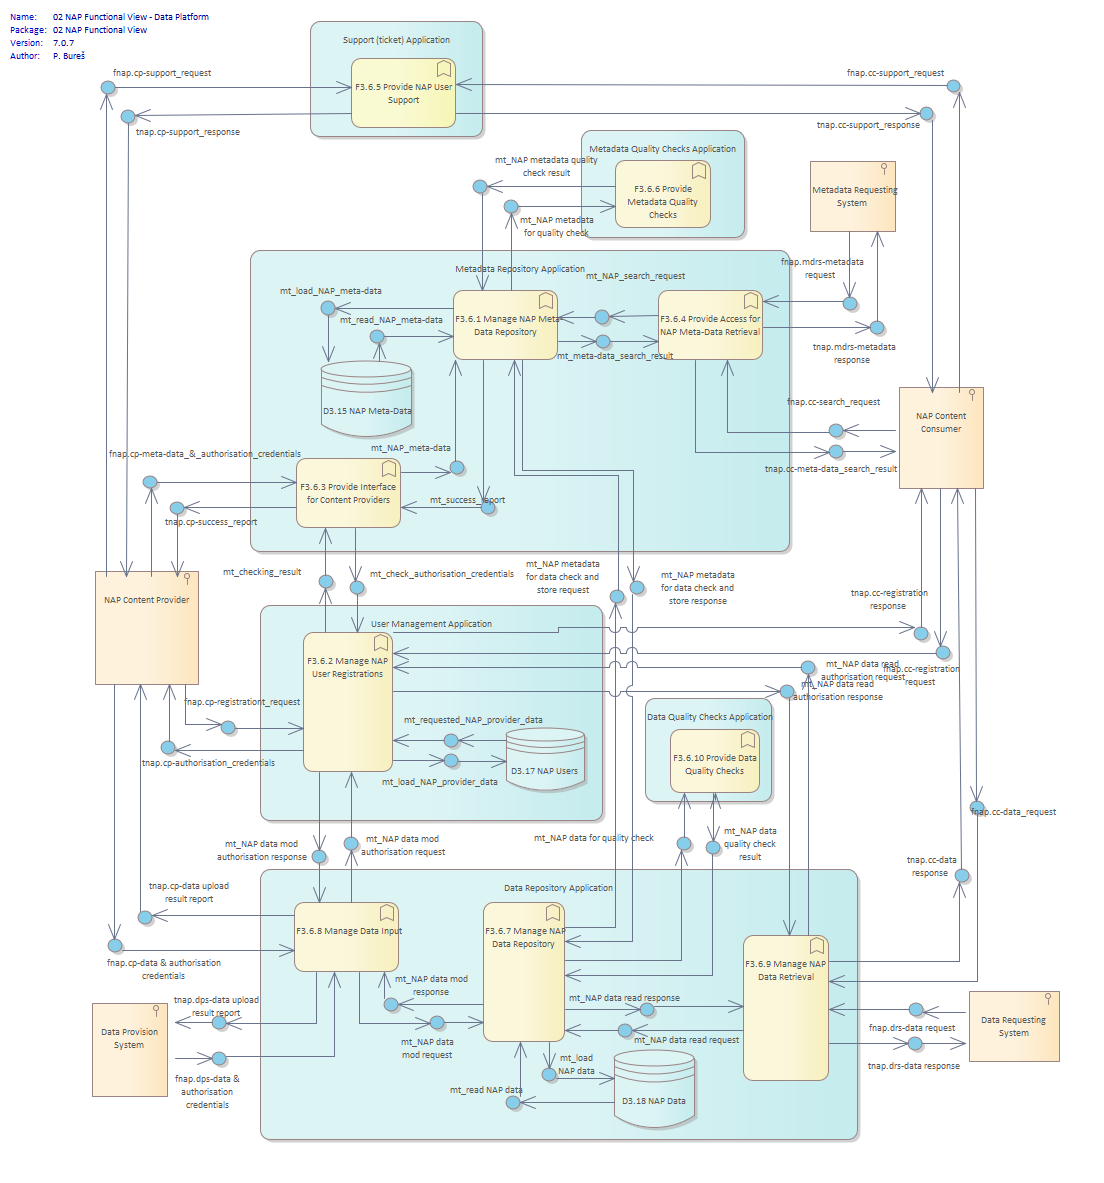 Name: 02 NAP Functional View - Data Platform
Package: 02 NAP Functional View
Version: 7.0.7
Author: P. Bureš
Support (ticket) Application
fnap.cp-support_request
fnap.cc-support_request
F3.6.5 Provide NAP User
Support
tnap.cp-support_response
tnap.cc-support_response
Metadata Quality Checks Application
mt_NAP metadata quality
check result
F3.6.6 Provide
Metadata Quality
Checks
mt_NAP metadata
for quality check
Metadata Requesting
System
fnap.mdrs-metadata
request
Metadata Repository Application
mt_NAP_search_request
mt_load_NAP_meta-data
mt_read_NAP_meta-data
F3.6.1 Manage NAP Meta-
Data Repository
F3.6.4 Provide Access for
NAP Meta-Data Retrieval
mt_meta-data_search_result
tnap.mdrs-metadata
response
D3.15 NAP Meta-Data
fnap.cc-search_request
NAP Content
Consumer
mt_NAP_meta-data
fnap.cp-meta-data_&_authorisation_credentials
tnap.cc-meta-data_search_result
F3.6.3 Provide Interface
for Content Providers
mt_success_report
tnap.cp-success_report
mt_checking_result
mt_check_authorisation_credentials
mt_NAP metadata
for data check and
store request
mt_NAP metadata
for data check and
store response
NAP Content Provider
tnap.cc-registration
response
User Management Application
F3.6.2 Manage NAP
User Registrations
mt_NAP data read
authorisation request
fnap.cc-registration
request
mt_NAP data read
authorisation response
fnap.cp-registrationt_request
mt_requested_NAP_provider_data
Data Quality Checks Application
tnap.cp-authorisation_credentials
D3.17 NAP Users
F3.6.10 Provide Data
Quality Checks
mt_load_NAP_provider_data
fnap.cc-data_request
mt_NAP data mod
authorisation response
mt_NAP data mod
authorisation request
mt_NAP data for quality check
mt_NAP data
quality check
result
tnap.cc-data
response
tnap.cp-data upload
result report
Data Repository Application
F3.6.8 Manage Data Input
F3.6.7 Manage NAP
Data Repository
F3.6.9 Manage NAP
Data Retrieval
fnap.cp-data & authorisation
credentials
mt_NAP data mod
response
tnap.dps-data upload
result report
mt_NAP data read response
Data Provision
System
mt_NAP data
mod request
mt_NAP data read request
fnap.drs-data request
Data Requesting
System
mt_load
NAP data
tnap.drs-data response
fnap.dps-data &
authorisation
credentials
mt_read NAP data
D3.18 NAP Data